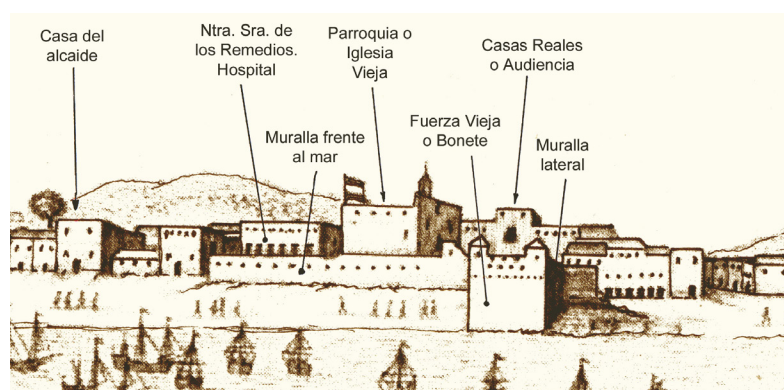 Casa del
alcaide
Ntra. Sra. de
los Remedios.
Hospital
Parroquia o
Iglesia
Vieja
Casas Reales
o Audiencia
Muralla frente
al mar
Fuerza Vieja
o Bonete
Muralla
lateral